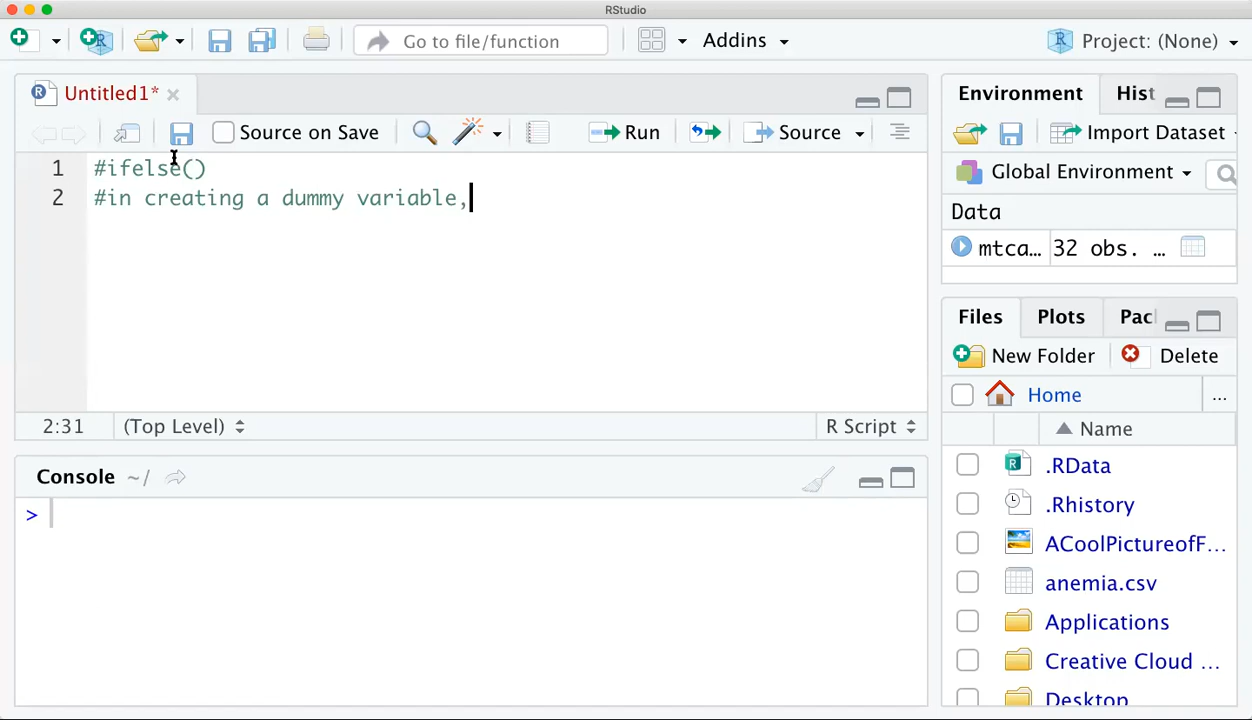 RStudio
Go to file/function
Addins
Project: (None)
Untitled1*
Source on Save
Run
Source
1 #ifelse()
2 #in creating a dummy variable,
2:31
(Top Level)
R Script
Console ~/
>
Environment
Hist
Import Dataset
Global Environment
Data
mtca… 32 obs. …
Files
Plots
Pac
New Folder
Delete
Home
...
Name
.RData
.Rhistory
ACoolPictureofF...
anemia.csv
Applications
Creative Cloud ...
Desktop